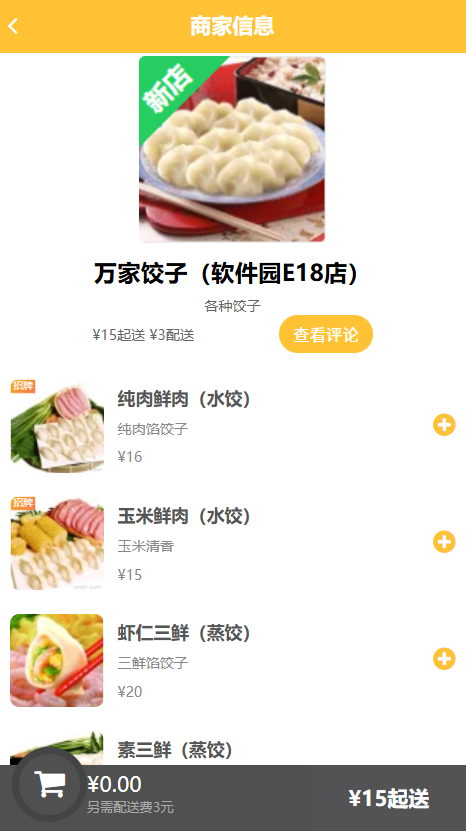 商家信息
新店
万家饺子（软件园E18店）
各种饺子
¥15起送 ¥3配送
查看评论
招牌
纯肉鲜肉（水饺）
纯肉馅饺子
¥16
招牌
玉米鲜肉（水饺）
玉米清香
¥15
虾仁三鲜（蒸饺）
三鲜馅饺子
¥20
素三鲜（蒸饺）
¥0.00
另需配送费3元
¥15起送